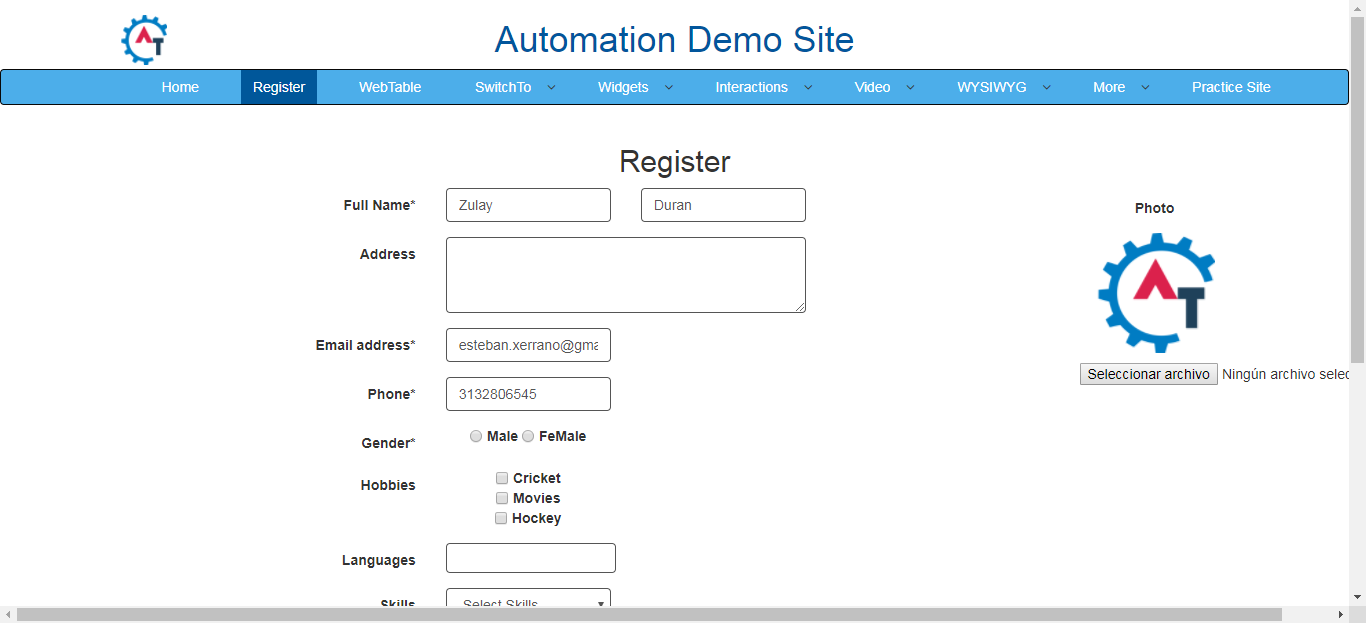 AT
Automation Demo Site
Home Register WebTable SwitchTo Widgets Interactions Video WYSIWYG More Practice Site
Register
Full Name* Zulay Duran
Photo
Address
AT
Email address* esteban.xerrano@gma
Seleccionar archivo Ningún archivo selec
Phone* 3132806545
Gender* Male FeMale
Hobbies Cricket
Movies
Hockey
Languages
Skills Select Skills